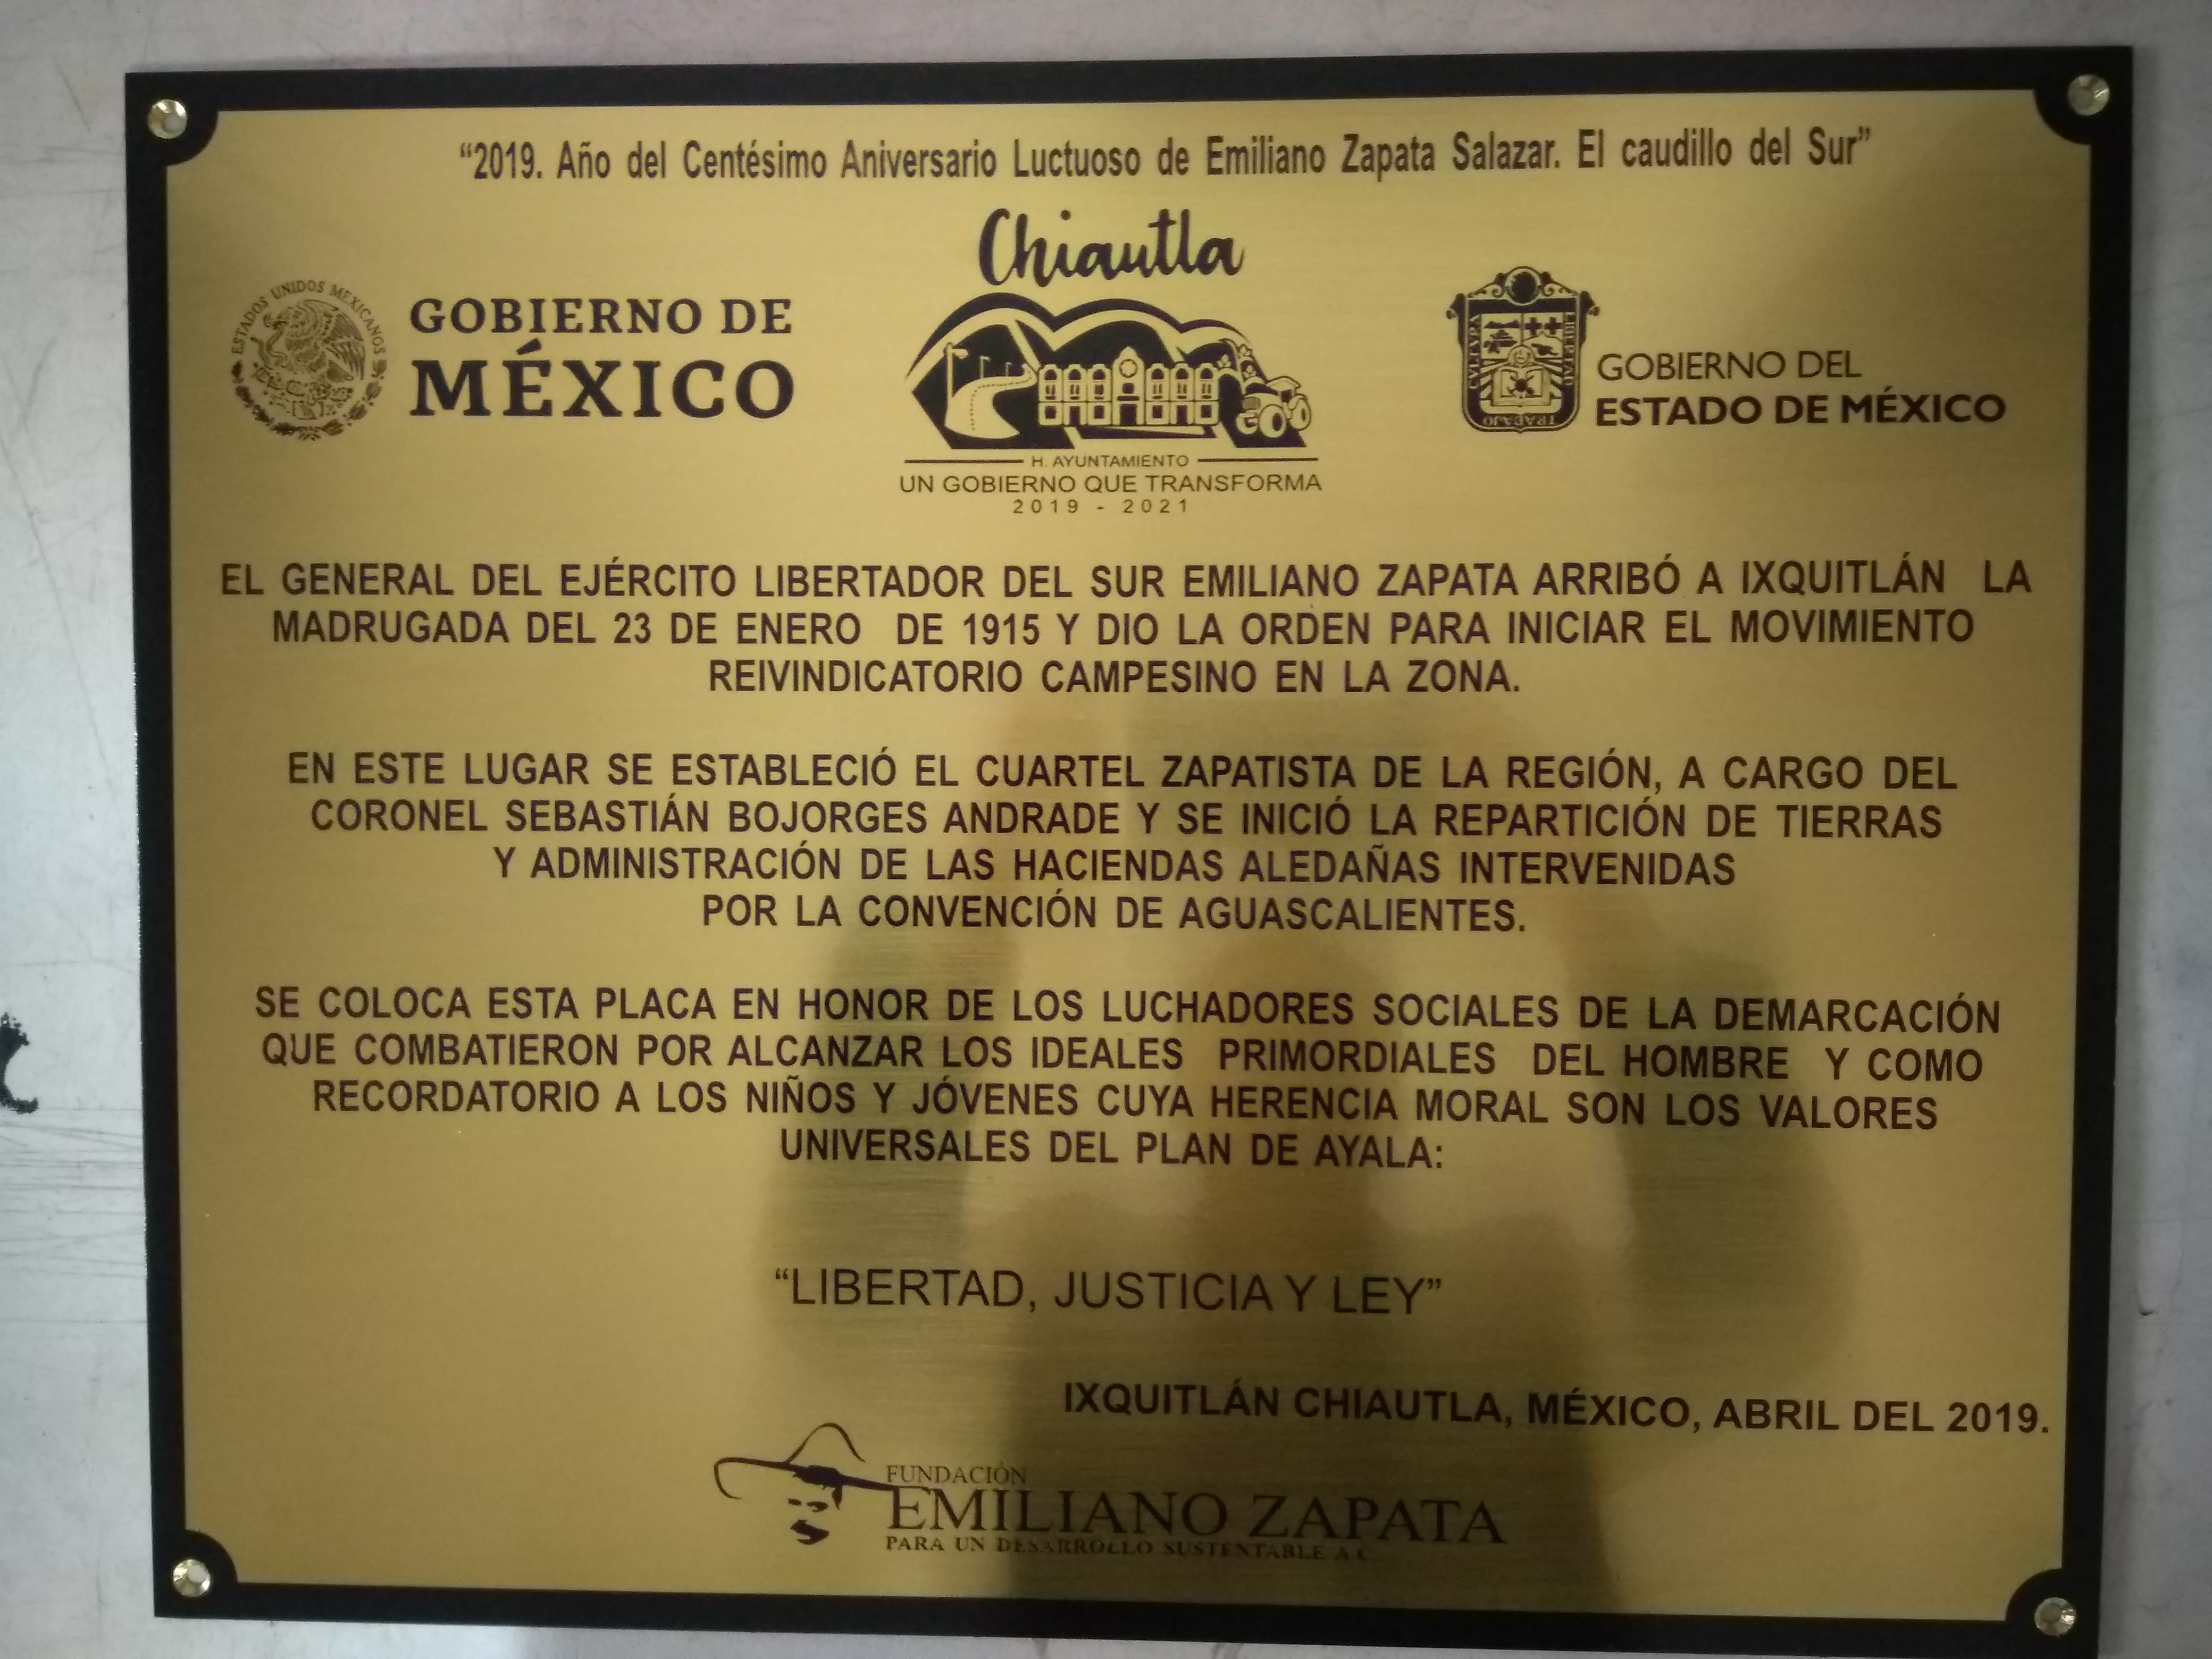 “2019. Año del Centésimo Aniversario Luctuoso de Emiliano Zapata Salazar. El caudillo del Sur”
Chiautla
ESTADOS UNIDOS MEXICANOS
GOBIERNO DE
MÉXICO
CULTURA
LIBERTAD
TRABAJO
GOBIERNO DEL
ESTADO DE MÉXICO
H. AYUNTAMIENTO
UN GOBIERNO QUE TRANSFORMA
2019 - 2021
EL GENERAL DEL EJÉRCITO LIBERTADOR DEL SUR EMILIANO ZAPATA ARRIBÓ A IXQUITLÁN LA
MADRUGADA DEL 23 DE ENERO DE 1915 Y DIO LA ORDEN PARA INICIAR EL MOVIMIENTO
REIVINDICATORIO CAMPESINO EN LA ZONA.
EN ESTE LUGAR SE ESTABLECIÓ EL CUARTEL ZAPATISTA DE LA REGIÓN, A CARGO DEL
CORONEL SEBASTIÁN BOJORGES ANDRADE Y SE INICIÓ LA REPARTICIÓN DE TIERRAS
Y ADMINISTRACIÓN DE LAS HACIENDAS ALEDAÑAS INTERVENIDAS
POR LA CONVENCIÓN DE AGUASCALIENTES.
SE COLOCA ESTA PLACA EN HONOR DE LOS LUCHADORES SOCIALES DE LA DEMARCACIÓN
QUE COMBATIERON POR ALCANZAR LOS IDEALES PRIMORDIALES DEL HOMBRE Y COMO
RECORDATORIO A LOS NIÑOS Y JÓVENES CUYA HERENCIA MORAL SON LOS VALORES
UNIVERSALES DEL PLAN DE AYALA:
“LIBERTAD, JUSTICIA Y LEY”
IXQUITLÁN CHIAUTLA, MÉXICO, ABRIL DEL 2019.
FUNDACIÓN
EMILIANO ZAPATA
PARA UN DESARROLLO SUSTENTABLE A.C.